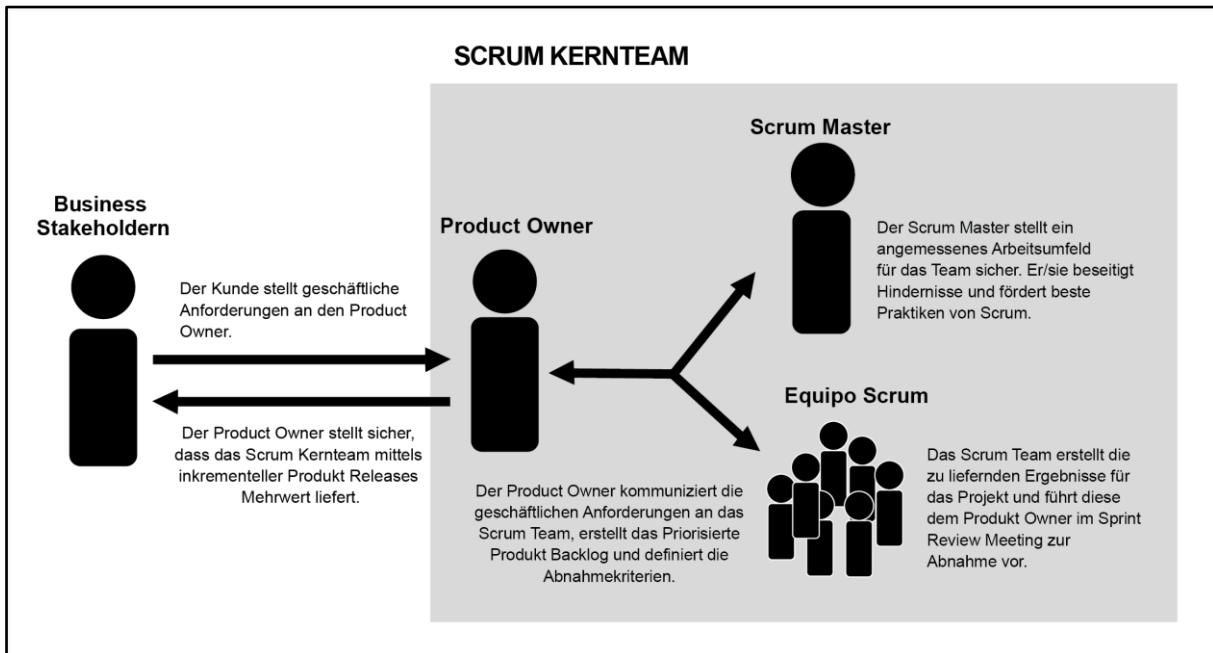 SCRUM KERNTEAM
Scrum Master
Der Scrum Master stellt ein
angemessenes Arbeitsumfeld
für das Team sicher. Er/sie beseitigt
Hindernisse und fördert beste
Praktiken von Scrum.
Business
Stakeholdern
Product Owner
Der Kunde stellt geschäftliche
Anforderungen an den Product
Owner.
Der Product Owner stellt sicher,
dass das Scrum Kernteam mittels
inkrementeller Produkt Releases
Mehrwert liefert.
Der Product Owner kommuniziert die
geschäftlichen Anforderungen an das
Scrum Team, erstellt das Priorisierte
Produkt Backlog und definiert die
Abnahmekriterien.
Equipo Scrum
Das Scrum Team erstellt die
zu liefernden Ergebnisse für
das Projekt und führt diese
dem Produkt Owner im Sprint
Review Meeting zur
Abnahme vor.